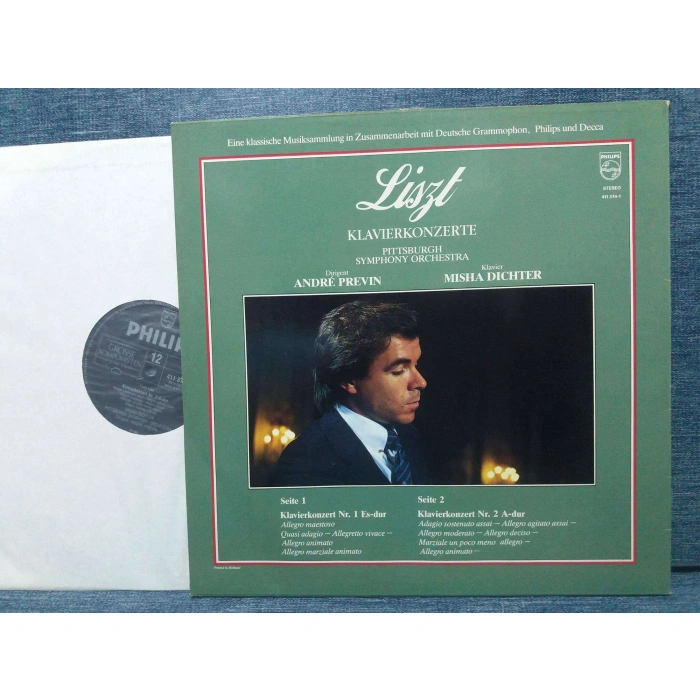 Eine klassische Musiksammlung in Zusammenarbeit mit Deutsche Grammophon, Philips und Decca
PHILIPS
STEREO
Liszt
KLAVIERKONZERTE
PITTSBURGH
SYMPHONY ORCHESTRA
Dirigent
ANDRÉ PREVIN
Klavier
MISHA DICHTER
Seite 1
Klavierkonzert Nr. 1 Es-dur
Allegro maestoso
Quasi adagio – Allegretto vivace –
Allegro animato
Allegro marziale animato
Seite 2
Klavierkonzert Nr. 2 A-dur
Adagio sostenuto assai – Allegro agitato assai –
Allegro moderato – Allegro deciso –
Marziale un poco meno allegro –
Allegro animato –
Printed in Holland
PHILIPS
12